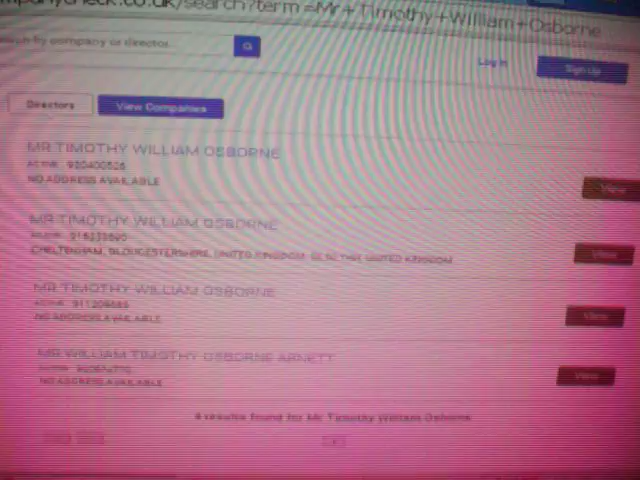 mpanycheck.co.uk/search?term=Mr+Timothy+William+Osborne
by company or director.
Log in
Sign Up
Directors
View Companies
MR TIMOTHY WILLIAM OSBORNE
NO ADDRESS AVAILABLE
View
MR TIMOTHY WILLIAM OSBORNE
CHELTENHAM, GLOUCESTERSHIRE, UNITED KINGDOM, UNITED KINGDOM
View
MR TIMOTHY WILLIAM OSBORNE
NO ADDRESS AVAILABLE
View
MR WILLIAM TIMOTHY OSBORNE ARNETT
NO ADDRESS AVAILABLE
View
4 results found for Mr Timothy William Osborne